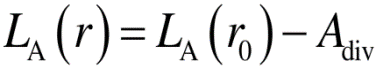 L_A(r) = L_A(r_0) − A_div